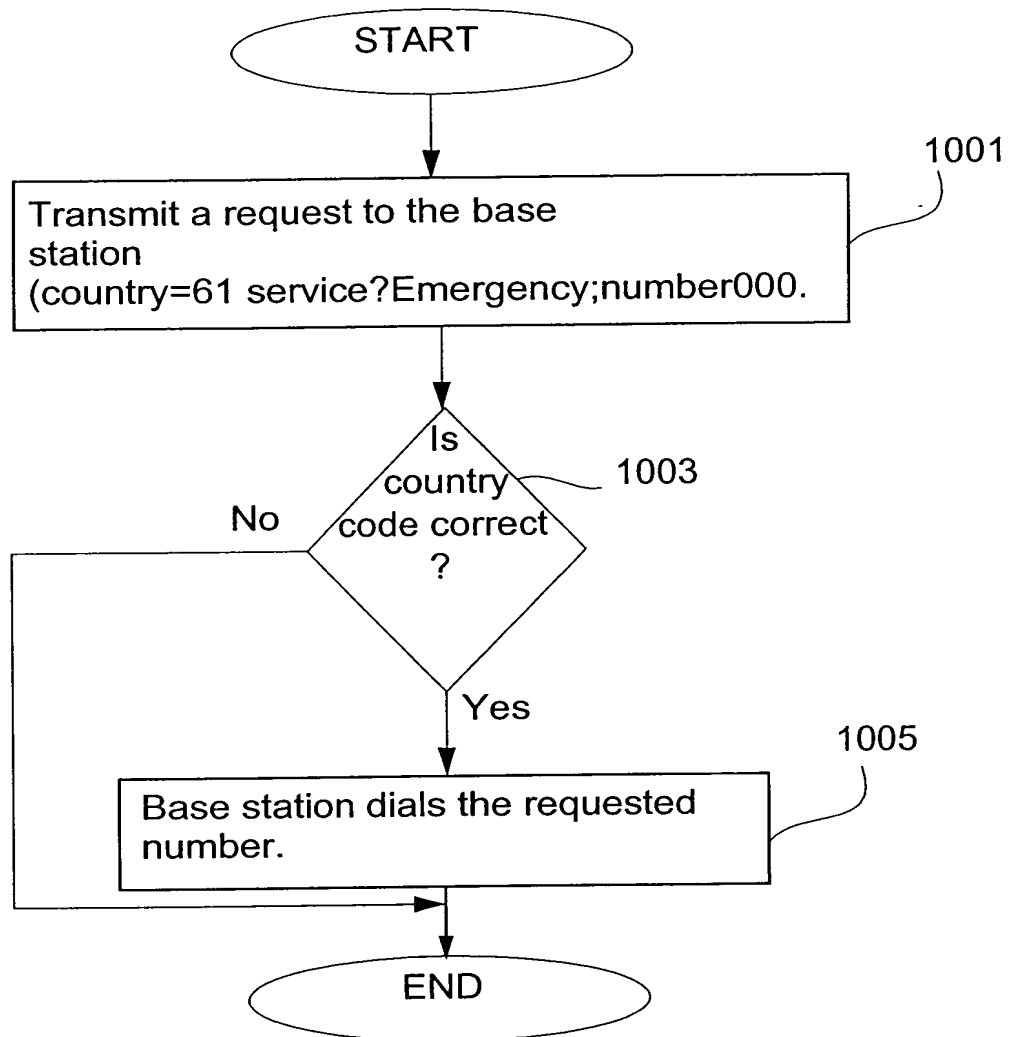 START
1001
Transmit a request to the base
station
(country=61 service?Emergency;number000.
Is
country
code correct
?
1003
No
Yes
1005
Base station dials the requested
number.
END